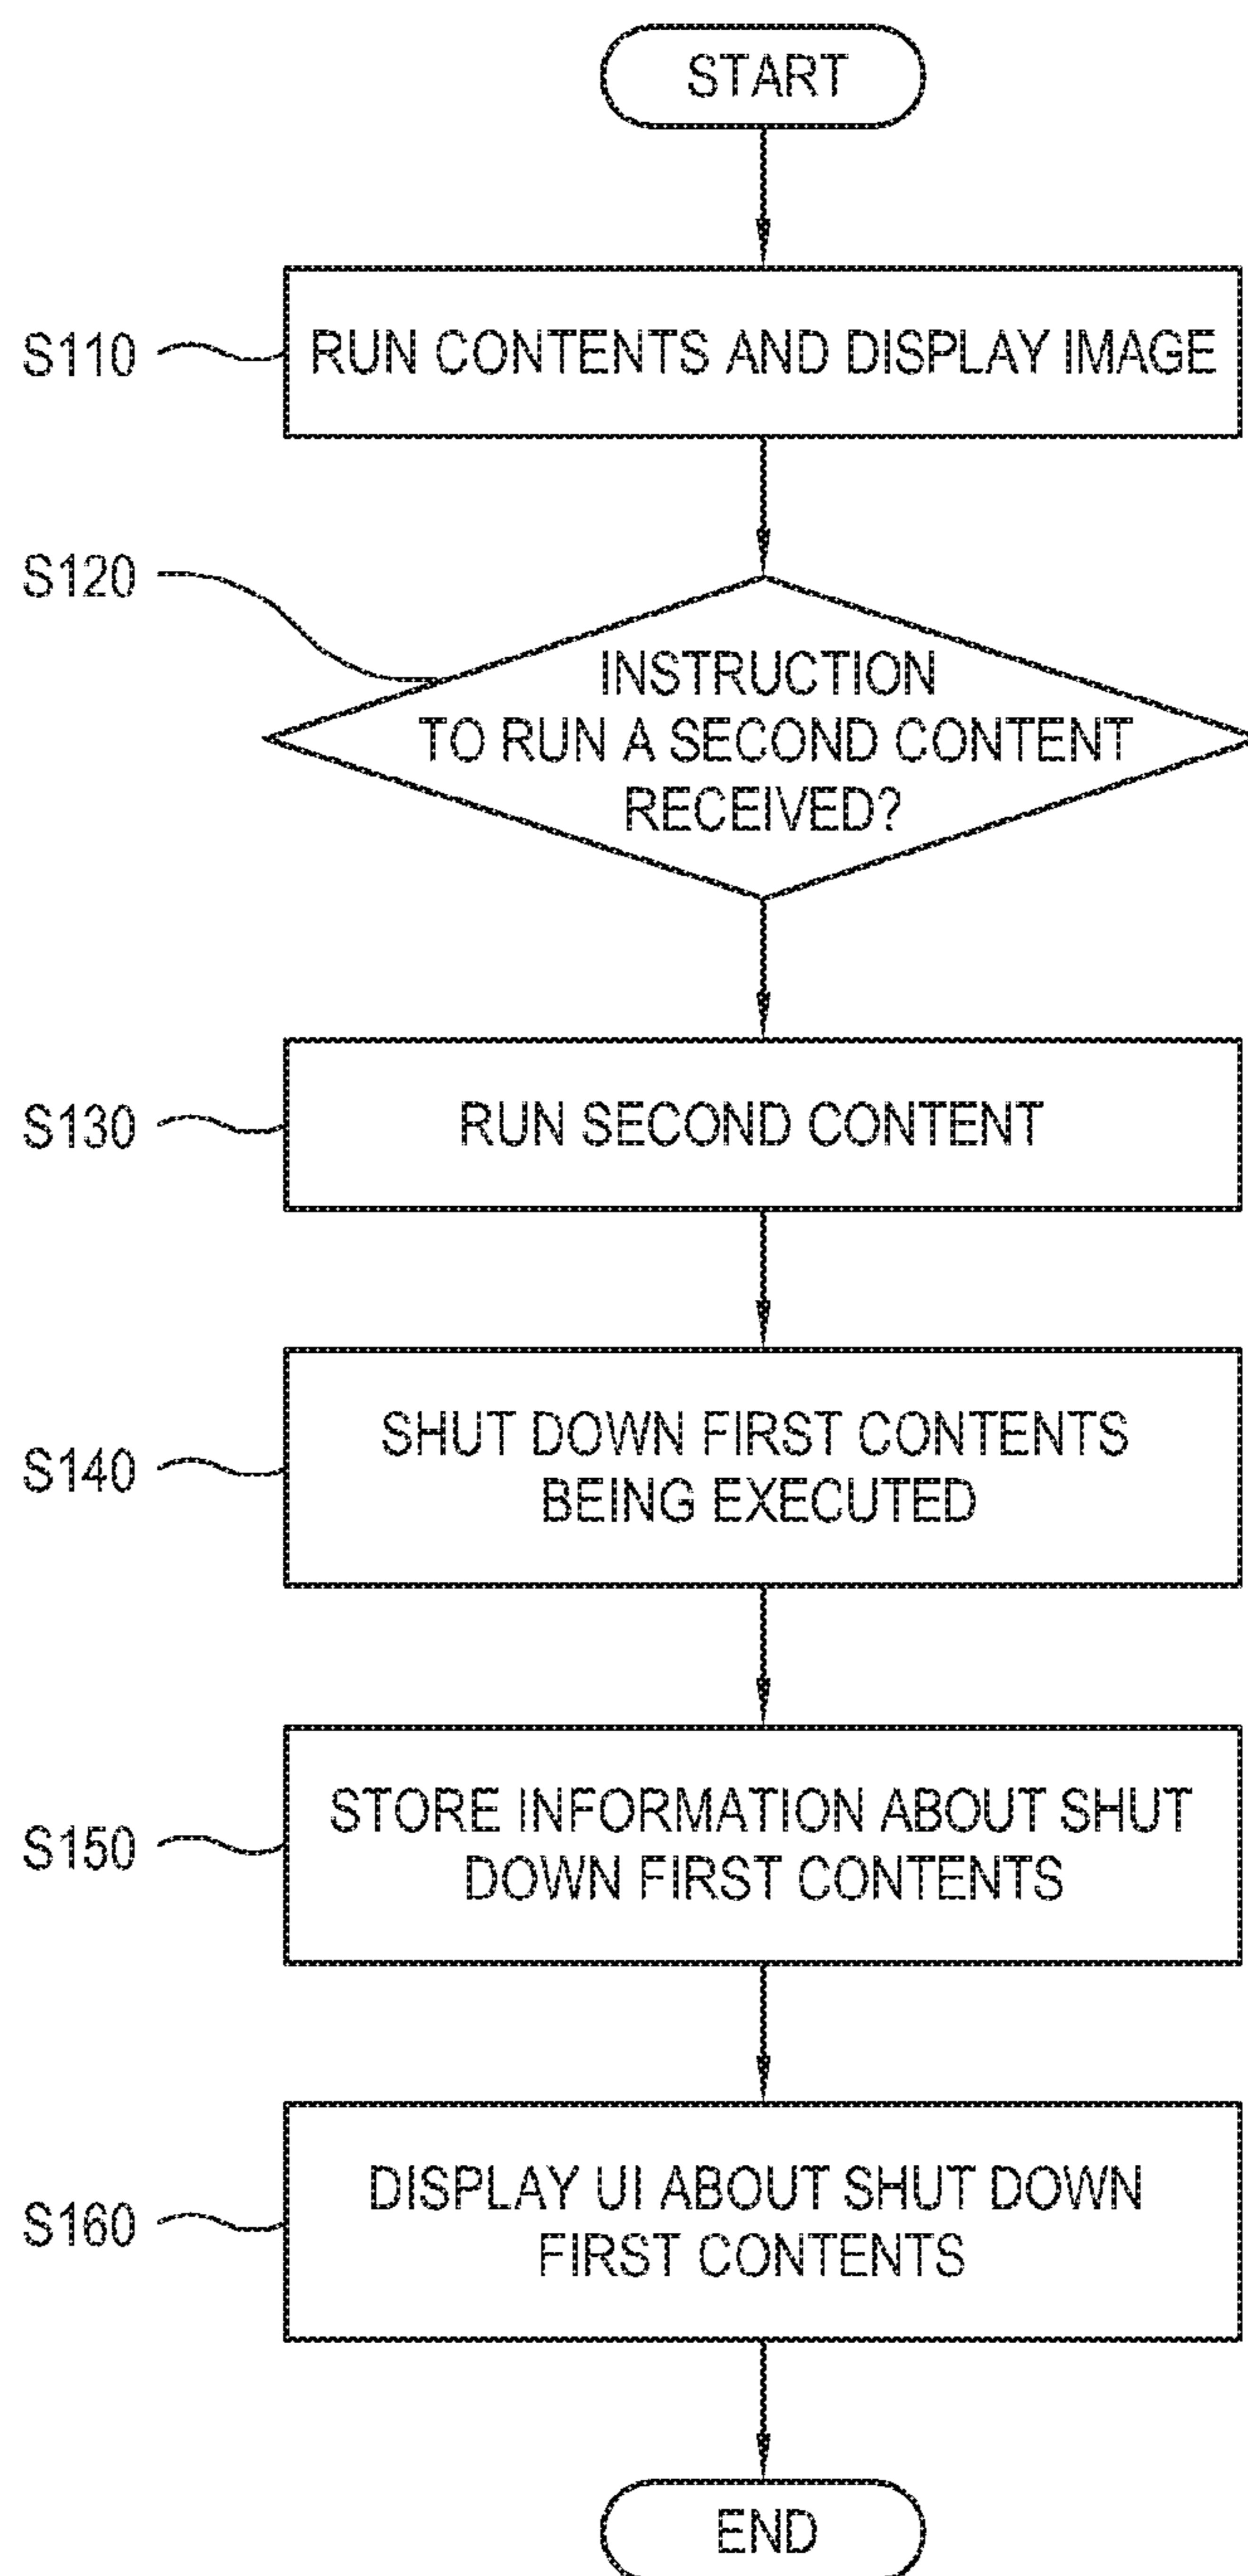 START
S110
RUN CONTENTS AND DISPLAY IMAGE
S120
INSTRUCTION
TO RUN A SECOND CONTENT
RECEIVED?
S130
RUN SECOND CONTENT
S140
SHUT DOWN FIRST CONTENTS
BEING EXECUTED
S150
STORE INFORMATION ABOUT SHUT
DOWN FIRST CONTENTS
S160
DISPLAY UI ABOUT SHUT DOWN
FIRST CONTENTS
END